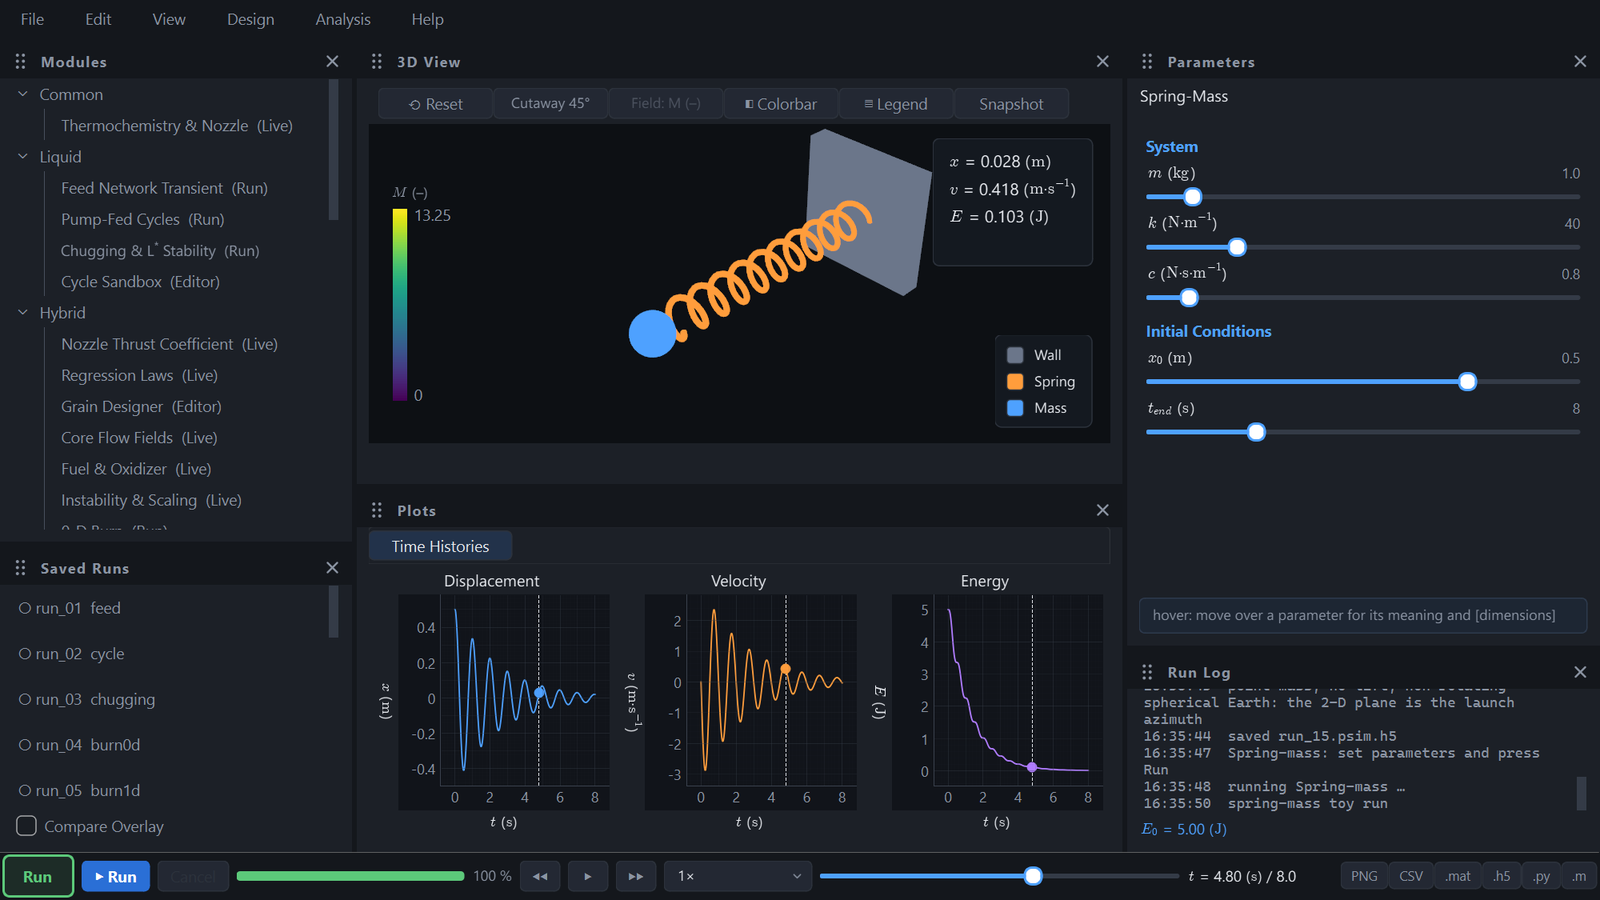 File Edit View Design Analysis Help
Modules
Common
Thermochemistry & Nozzle (Live)
Liquid
Feed Network Transient (Run)
Pump-Fed Cycles (Run)
Chugging & L* Stability (Run)
Cycle Sandbox (Editor)
Hybrid
Nozzle Thrust Coefficient (Live)
Regression Laws (Live)
Grain Designer (Editor)
Core Flow Fields (Live)
Fuel & Oxidizer (Live)
Instability & Scaling (Live)
0-D Burn (Run)
Saved Runs
run_01 feed
run_02 cycle
run_03 chugging
run_04 burn0d
run_05 burn1d
Compare Overlay
3D View
Reset Cutaway 45° Field: M (–) Colorbar Legend Snapshot
M (–)
13.25
0
x = 0.028 (m)
v = 0.418 (m·s⁻¹)
E = 0.103 (J)
Wall
Spring
Mass
Plots
Time Histories
Displacement
x (m)
0.4
0.2
0
-0.2
-0.4
0 2 4 6 8
t (s)
Velocity
v (m·s⁻¹)
2
1
0
-1
-2
-3
0 2 4 6 8
t (s)
Energy
E (J)
5
4
3
2
1
0
0 2 4 6 8
t (s)
Parameters
Spring-Mass
System
m (kg) 1.0
k (N·m⁻¹) 40
c (N·s·m⁻¹) 0.8
Initial Conditions
x₀ (m) 0.5
t_end (s) 8
hover: move over a parameter for its meaning and [dimensions]
Run Log
spherical Earth: the 2-D plane is the launch
azimuth
16:35:44 saved run_15.psim.h5
16:35:47 Spring-mass: set parameters and press
Run
16:35:48 running Spring-mass …
16:35:50 spring-mass toy run
E₀ = 5.00 (J)
Run Run Cancel 100 % 1× t = 4.80 (s) / 8.0 PNG CSV .mat .h5 .py .m